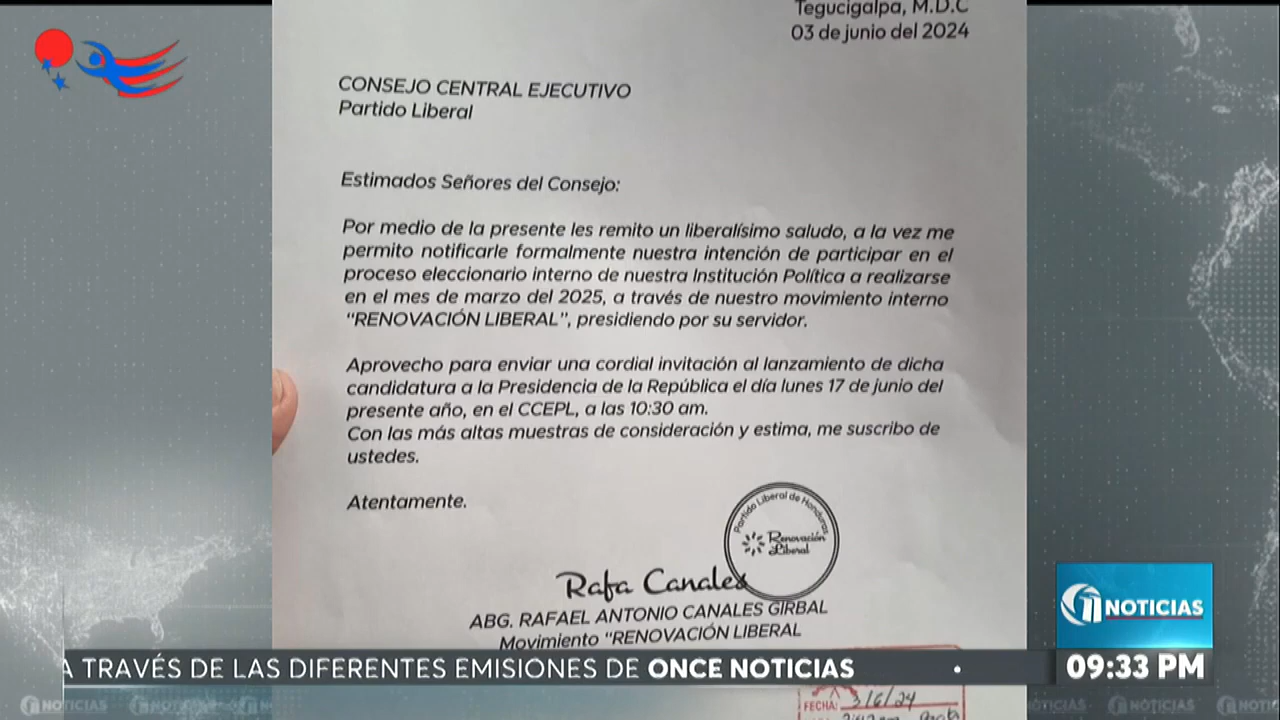 Tegucigalpa, M.D.C
03 de junio del 2024
CONSEJO CENTRAL EJECUTIVO
Partido Liberal
Estimados Señores del Consejo:
Por medio de la presente les remito un liberalísimo saludo, a la vez me
permito notificarle formalmente nuestra intención de participar en el
proceso eleccionario interno de nuestra Institución Política a realizarse
en el mes de marzo del 2025, a través de nuestro movimiento interno
“RENOVACIÓN LIBERAL”, presidiendo por su servidor.
Aprovecho para enviar una cordial invitación al lanzamiento de dicha
candidatura a la Presidencia de la República el día lunes 17 de junio del
presente año, en el CCEPL, a las 10:30 am.
Con las más altas muestras de consideración y estima, me suscribo de
ustedes.
Atentamente.
Partido Liberal de Honduras
Renovación
Liberal
Rafa Canales
ABG. RAFAEL ANTONIO CANALES GIRBAL
Movimiento “RENOVACIÓN LIBERAL
11 NOTICIAS
A TRAVÉS DE LAS DIFERENTES EMISIONES DE ONCE NOTICIAS •
09:33 PM
FECHA: 3/6/24
NOTICIAS